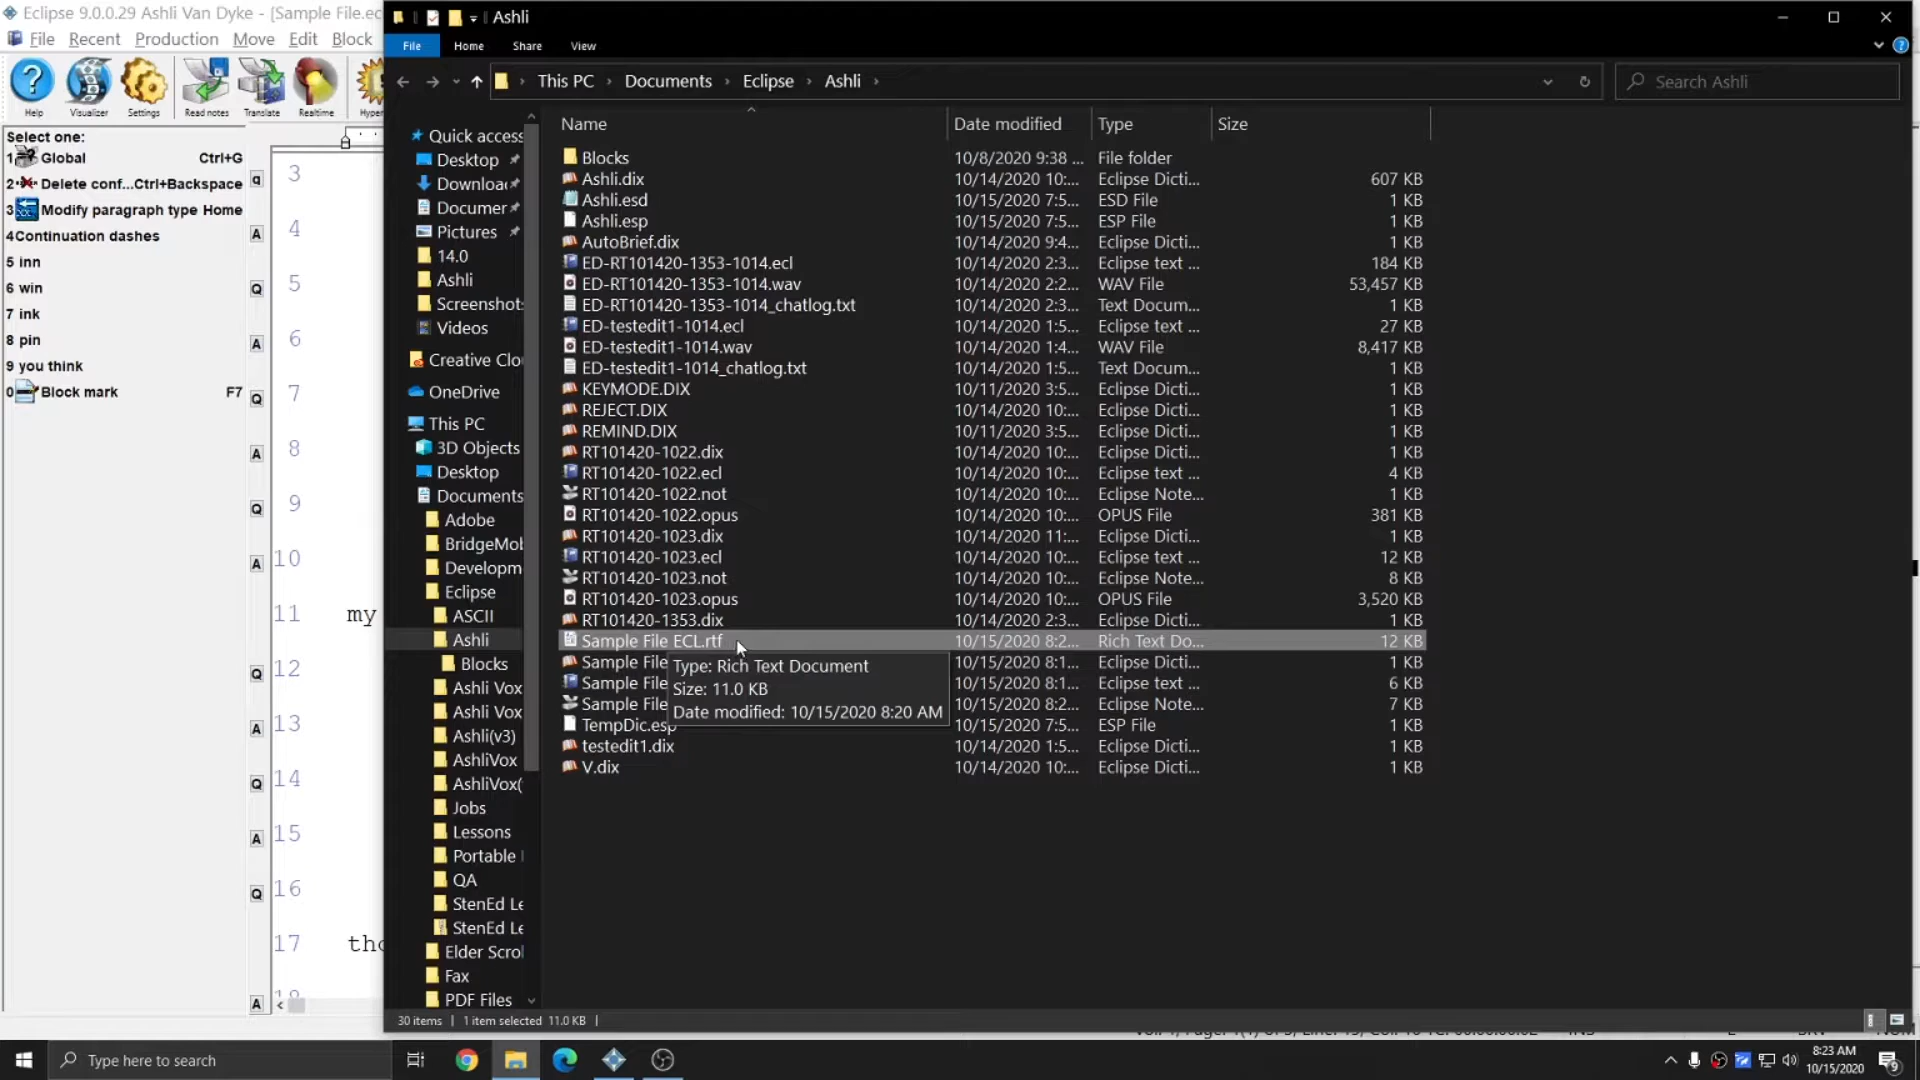 Eclipse 9.0.0.29 Ashli Van Dyke - [Sample File.ec
File Recent Production Move Edit Block
Help Visualizer Settings Read notes Translate Realtime Hyper
Select one:
1 Global Ctrl+G
2 Delete conf...Ctrl+Backspace
3 Modify paragraph type Home
4Continuation dashes
5 inn
6 win
7 ink
8 pin
9 you think
0 Block mark F7
Q
A
Q
A
Q
A
Q
A
Q
A
Q
A
Q
A
3
4
5
6
7
8
9
10
11 my
12
13
14
15
16
17 tho
18
Ashli
File Home Share View
This PC › Documents › Eclipse › Ashli ›
Search Ashli
Quick access
Desktop
Downloa
Documer
Pictures
14.0
Ashli
Screenshot
Videos
Creative Clo
OneDrive
This PC
3D Objects
Desktop
Documents
Adobe
BridgeMob
Developm
Eclipse
ASCII
Ashli
Blocks
Ashli Vox
Ashli Vox
Ashli(v3)
AshliVox
AshliVox(
Jobs
Lessons
Portable
QA
StenEd Le
StenEd Le
Elder Scrol
Fax
PDF Files
Name Date modified Type Size
Blocks 10/8/2020 9:38 ... File folder
Ashli.dix 10/14/2020 10:... Eclipse Dicti... 607 KB
Ashli.esd 10/15/2020 7:5... ESD File 1 KB
Ashli.esp 10/15/2020 7:5... ESP File 1 KB
AutoBrief.dix 10/14/2020 9:4... Eclipse Dicti... 1 KB
ED-RT101420-1353-1014.ecl 10/14/2020 2:3... Eclipse text ... 184 KB
ED-RT101420-1353-1014.wav 10/14/2020 2:2... WAV File 53,457 KB
ED-RT101420-1353-1014_chatlog.txt 10/14/2020 2:3... Text Docum... 1 KB
ED-testedit1-1014.ecl 10/14/2020 1:5... Eclipse text ... 27 KB
ED-testedit1-1014.wav 10/14/2020 1:4... WAV File 8,417 KB
ED-testedit1-1014_chatlog.txt 10/14/2020 1:5... Text Docum... 1 KB
KEYMODE.DIX 10/11/2020 3:5... Eclipse Dicti... 1 KB
REJECT.DIX 10/14/2020 10:... Eclipse Dicti... 1 KB
REMIND.DIX 10/11/2020 3:5... Eclipse Dicti... 1 KB
RT101420-1022.dix 10/14/2020 10:... Eclipse Dicti... 1 KB
RT101420-1022.ecl 10/14/2020 10:... Eclipse text ... 4 KB
RT101420-1022.not 10/14/2020 10:... Eclipse Note... 1 KB
RT101420-1022.opus 10/14/2020 10:... OPUS File 381 KB
RT101420-1023.dix 10/14/2020 11:... Eclipse Dicti... 1 KB
RT101420-1023.ecl 10/14/2020 10:... Eclipse text ... 12 KB
RT101420-1023.not 10/14/2020 10:... Eclipse Note... 8 KB
RT101420-1023.opus 10/14/2020 10:... OPUS File 3,520 KB
RT101420-1353.dix 10/14/2020 2:3... Eclipse Dicti... 1 KB
Sample File ECL.rtf 10/15/2020 8:2... Rich Text Do... 12 KB
Sample File 10/15/2020 8:1... Eclipse Dicti... 1 KB
Sample File 10/15/2020 8:1... Eclipse text ... 6 KB
Sample File 10/15/2020 8:2... Eclipse Note... 7 KB
TempDic.esp 10/15/2020 7:5... ESP File 1 KB
testedit1.dix 10/14/2020 1:5... Eclipse Dicti... 1 KB
V.dix 10/14/2020 10:... Eclipse Dicti... 1 KB
Type: Rich Text Document
Size: 11.0 KB
Date modified: 10/15/2020 8:20 AM
30 items | 1 item selected 11.0 KB |
Type here to search
8:23 AM
10/15/2020
9